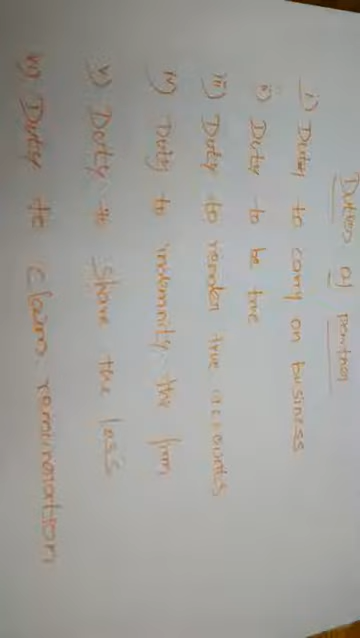 Duties of partner
i) Duty to carry on business
ii) Duty to be true
iii) Duty to render true accounts
iv) Duty to indemnity the firm
v) Duty to share the loss
vi) Duty to claim remuneration